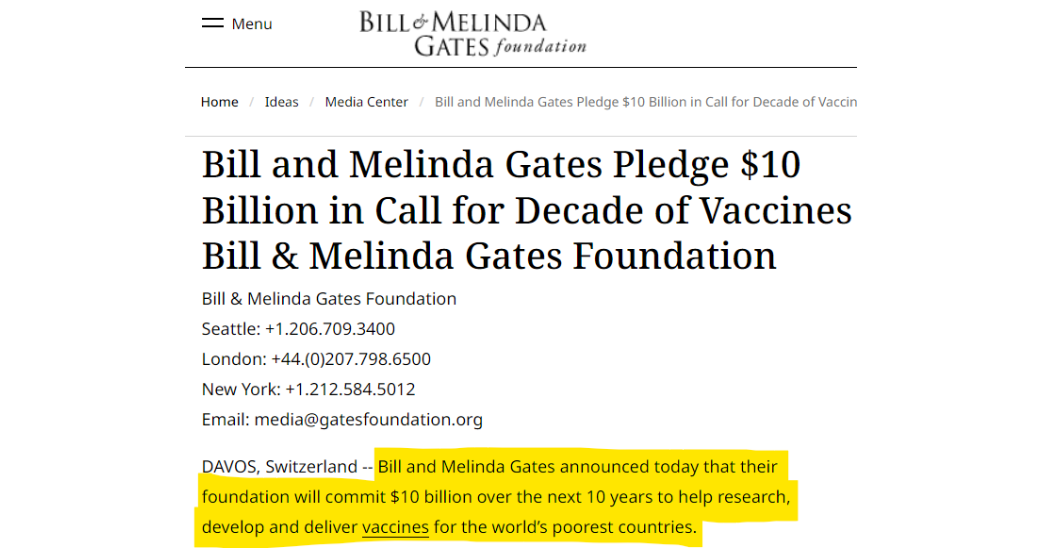 Menu
BILL & MELINDA
GATES foundation
Home / Ideas / Media Center / Bill and Melinda Gates Pledge $10 Billion in Call for Decade of Vaccin
Bill and Melinda Gates Pledge $10
Billion in Call for Decade of Vaccines
Bill & Melinda Gates Foundation
Bill & Melinda Gates Foundation
Seattle: +1.206.709.3400
London: +44.(0)207.798.6500
New York: +1.212.584.5012
Email: media@gatesfoundation.org
DAVOS, Switzerland -- Bill and Melinda Gates announced today that their
foundation will commit $10 billion over the next 10 years to help research,
develop and deliver vaccines for the world’s poorest countries.